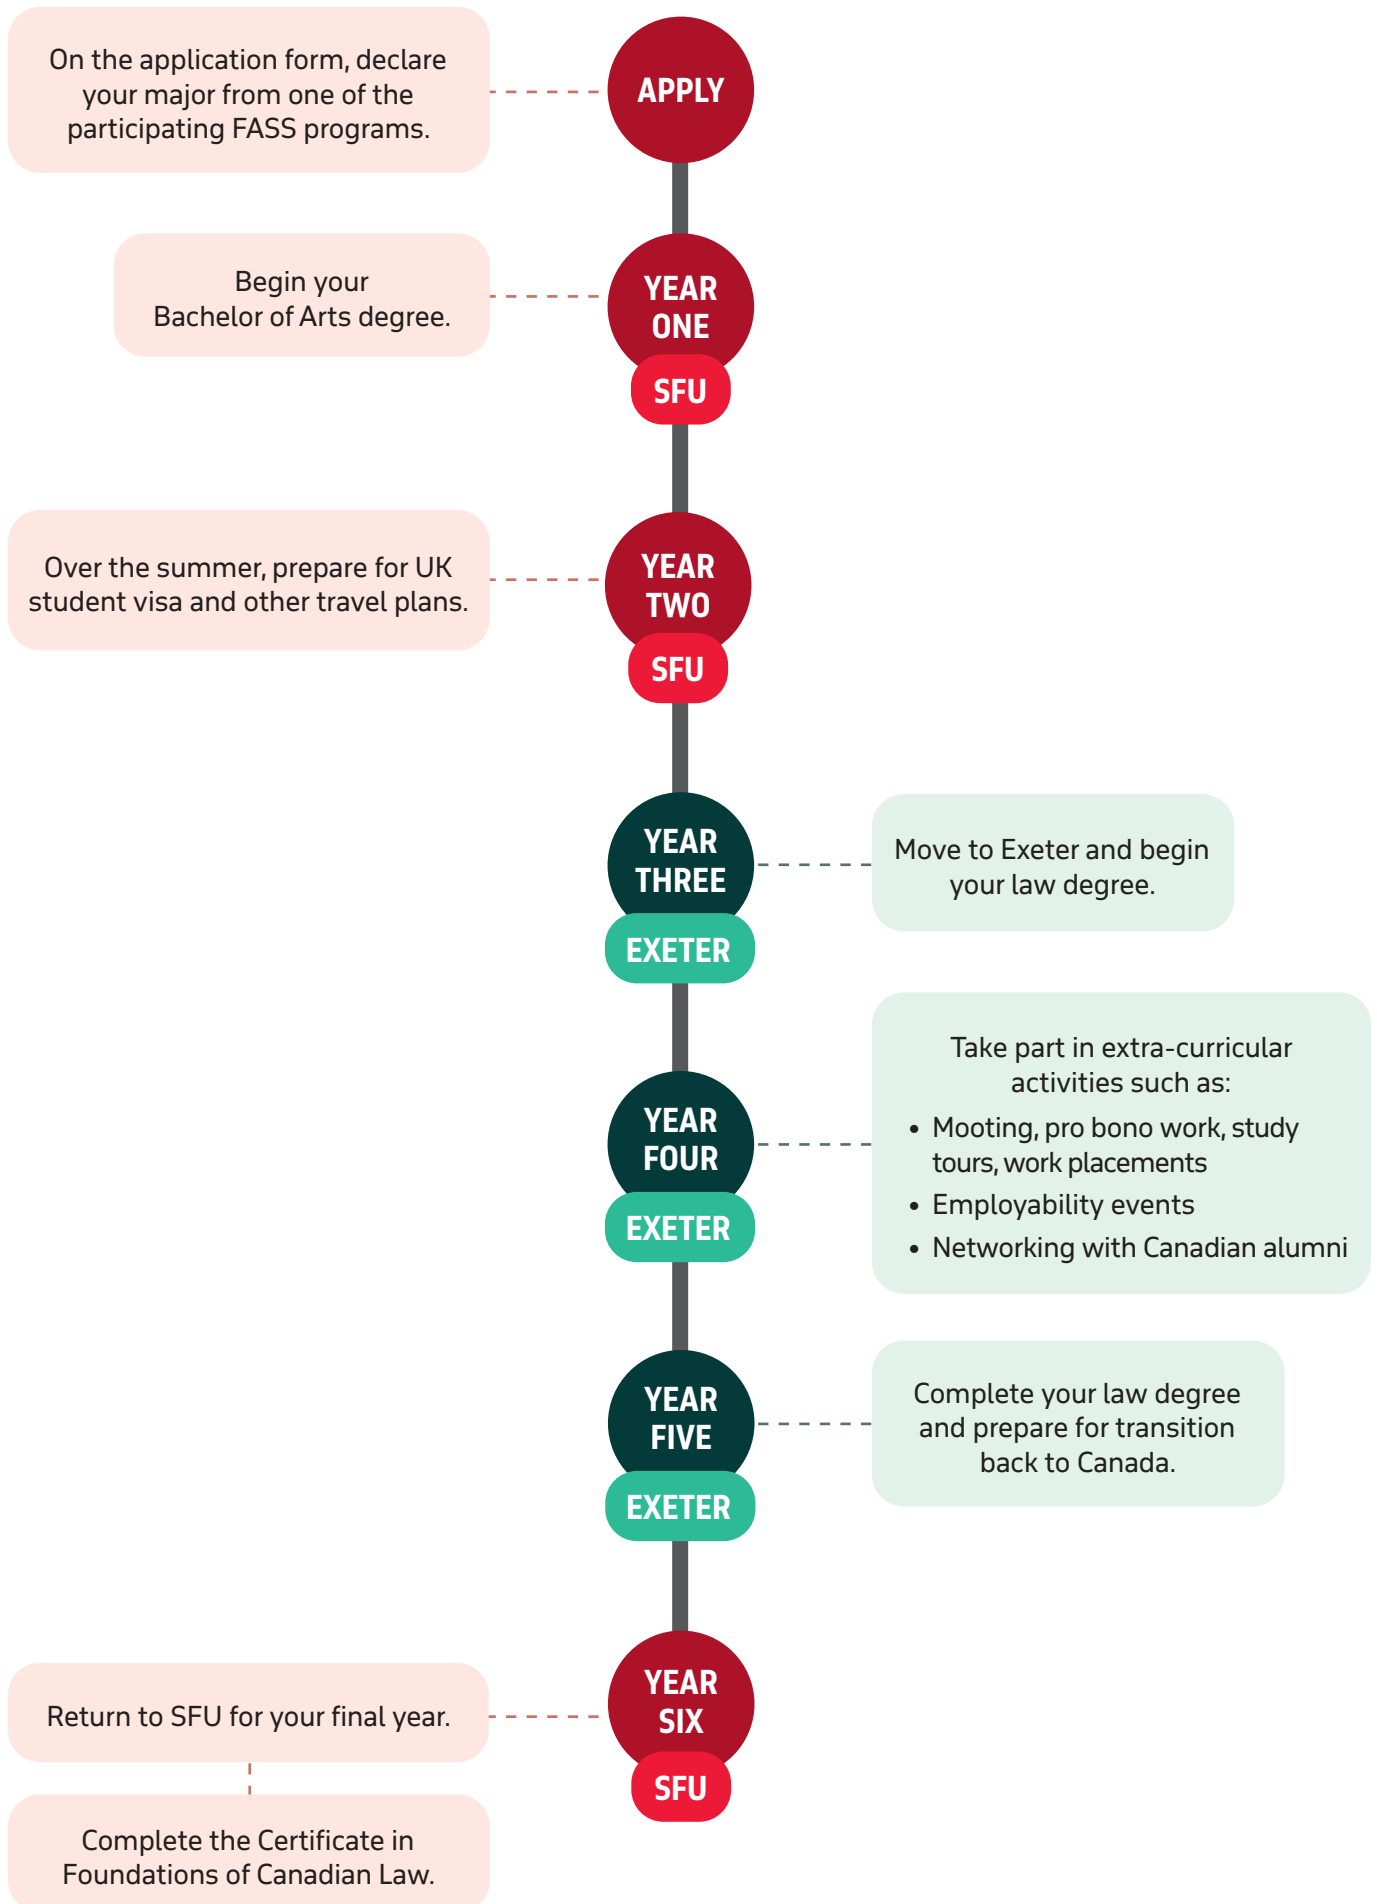 On the application form, declare
your major from one of the
participating FASS programs.
APPLY
Begin your
Bachelor of Arts degree.
YEAR
ONE
SFU
Over the summer, prepare for UK
student visa and other travel plans.
YEAR
TWO
SFU
YEAR
THREE
EXETER
Move to Exeter and begin
your law degree.
YEAR
FOUR
EXETER
Take part in extra-curricular
activities such as:
• Mooting, pro bono work, study
tours, work placements
• Employability events
• Networking with Canadian alumni
YEAR
FIVE
EXETER
Complete your law degree
and prepare for transition
back to Canada.
Return to SFU for your final year.
YEAR
SIX
SFU
Complete the Certificate in
Foundations of Canadian Law.